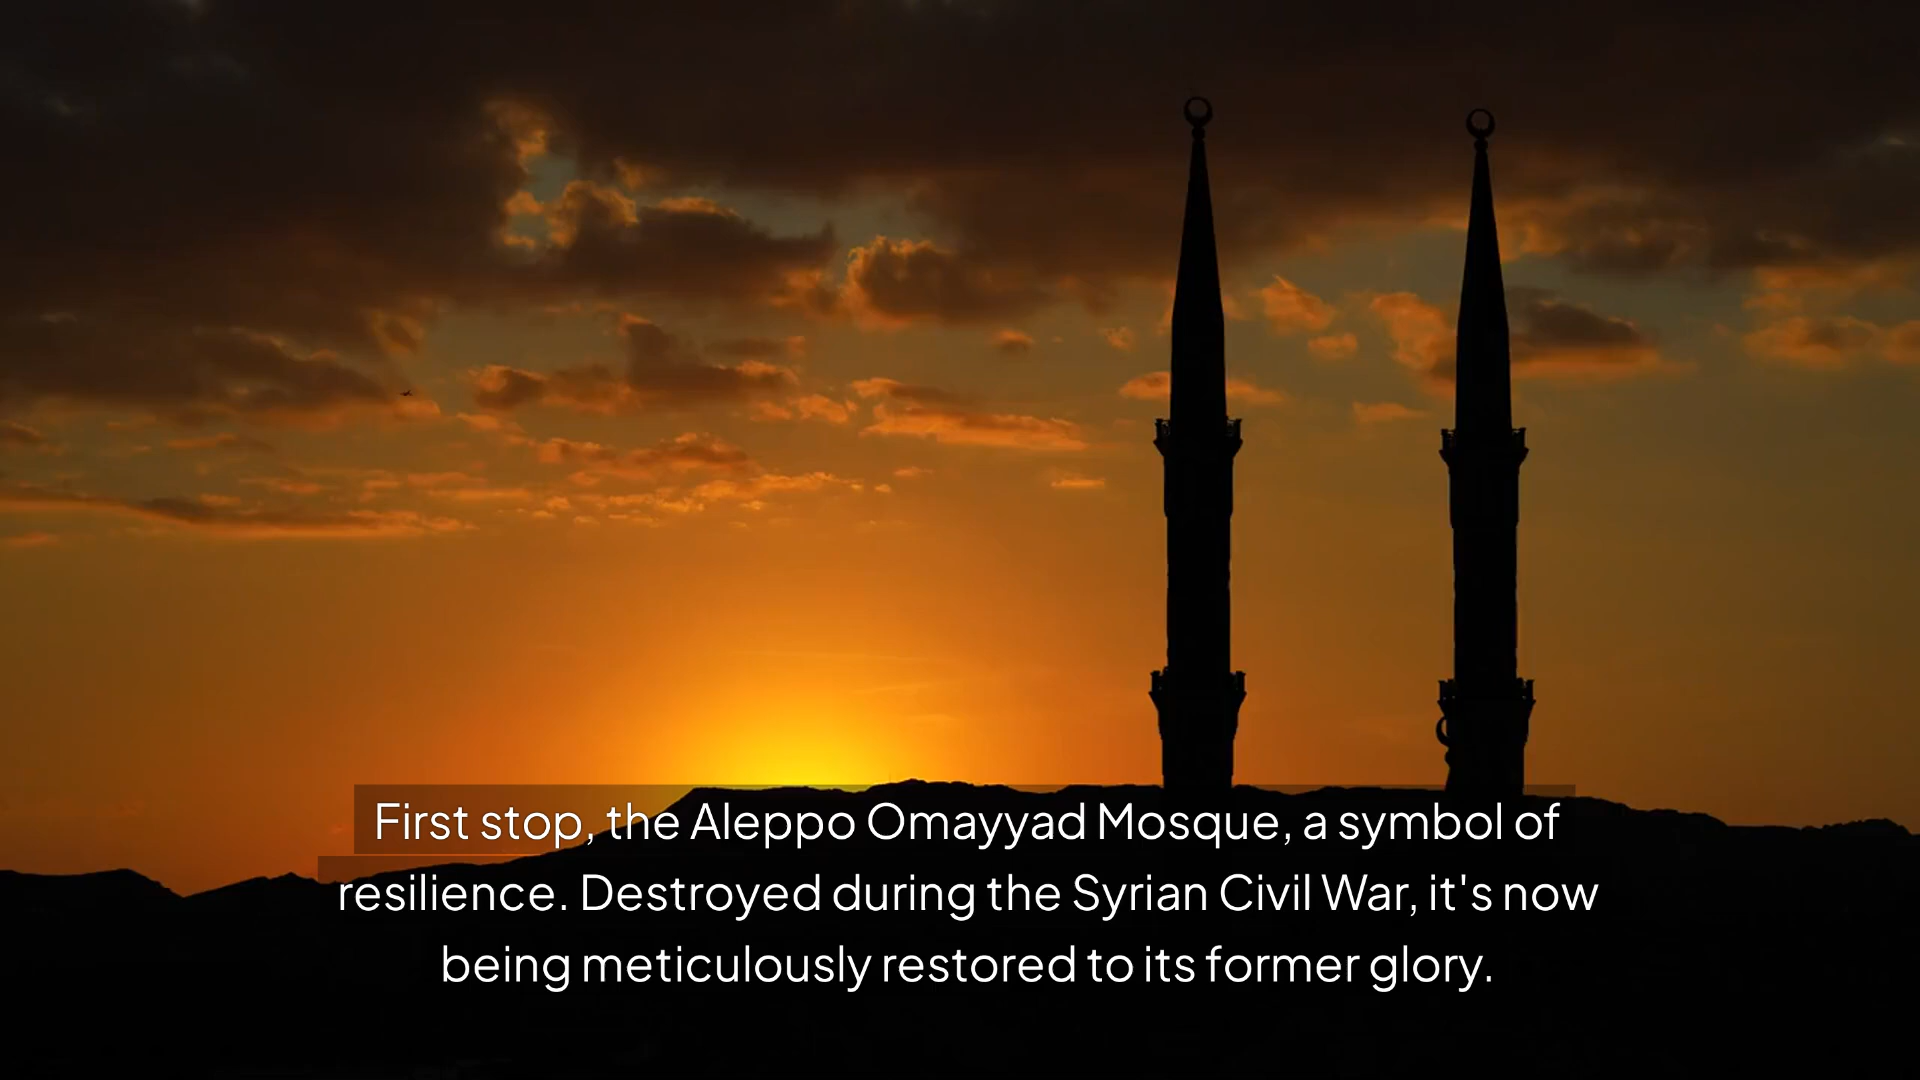 First stop, the Aleppo Omayyad Mosque, a symbol of
resilience. Destroyed during the Syrian Civil War, it's now
being meticulously restored to its former glory.